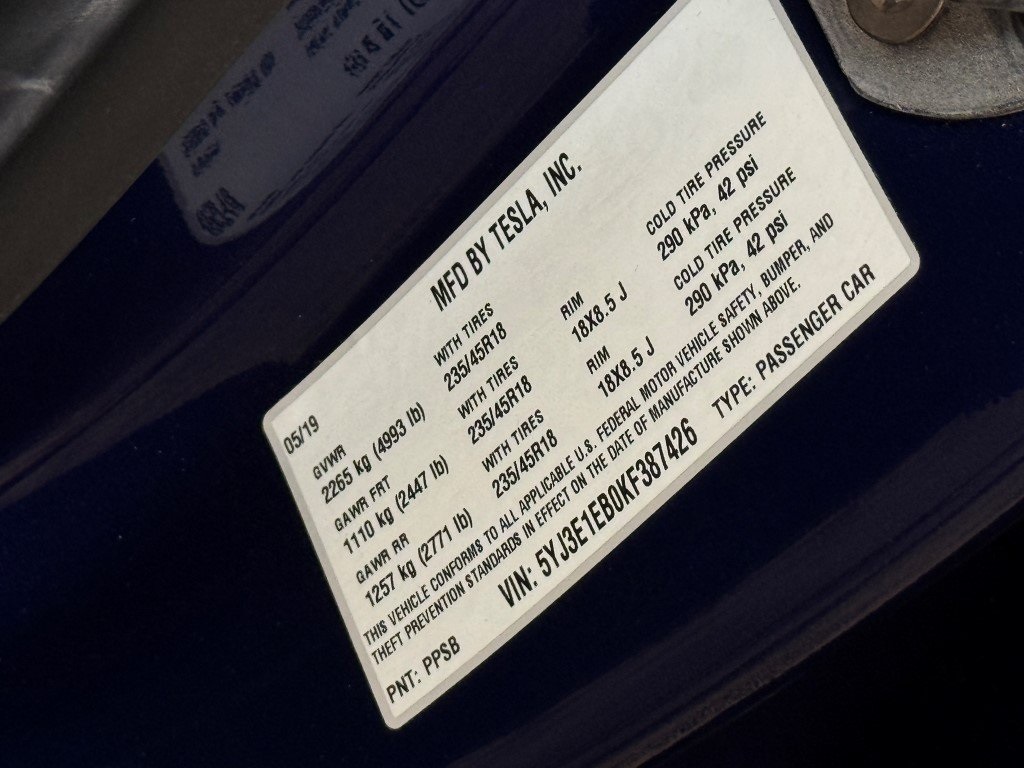 MFD BY TESLA, INC.
05/19
GVWR WITH TIRES RIM COLD TIRE PRESSURE
2265 kg (4993 lb) 235/45R18 18X8.5 J 290 kPa, 42 psi
GAWR FRT WITH TIRES RIM COLD TIRE PRESSURE
1110 kg (2447 lb) 235/45R18 18X8.5 J 290 kPa, 42 psi
GAWR RR WITH TIRES
1257 kg (2771 lb) 235/45R18
THIS VEHICLE CONFORMS TO ALL APPLICABLE U.S. FEDERAL MOTOR VEHICLE SAFETY, BUMPER, AND
THEFT PREVENTION STANDARDS IN EFFECT ON THE DATE OF MANUFACTURE SHOWN ABOVE.
VIN: 5YJ3E1EB0KF387426 TYPE: PASSENGER CAR
PNT: PPSB